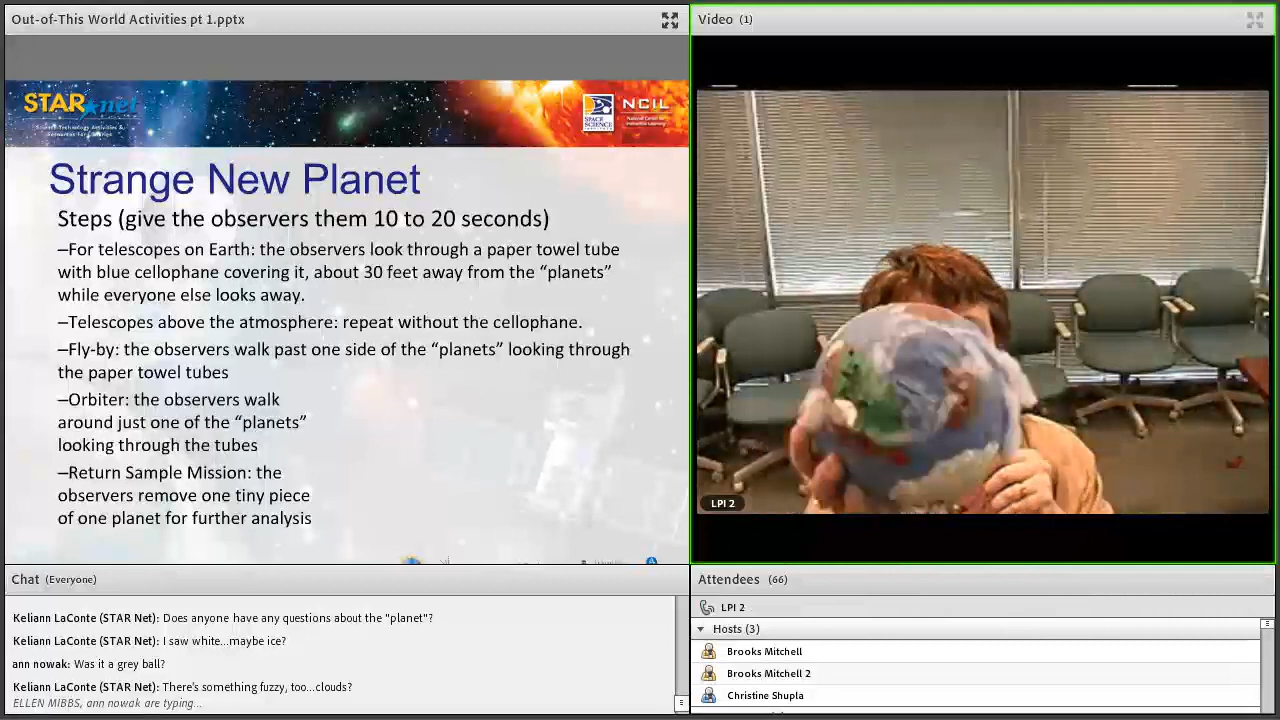 Out-of-This World Activities pt 1.pptx
STAR net
SPACE
SCIENCE
NCIL
Strange New Planet
Steps (give the observers them 10 to 20 seconds)
–For telescopes on Earth: the observers look through a paper towel tube
with blue cellophane covering it, about 30 feet away from the “planets”
while everyone else looks away.
–Telescopes above the atmosphere: repeat without the cellophane.
–Fly-by: the observers walk past one side of the “planets” looking through
the paper towel tubes
–Orbiter: the observers walk
around just one of the “planets”
looking through the tubes
–Return Sample Mission: the
observers remove one tiny piece
of one planet for further analysis
Chat (Everyone)
Keliann LaConte (STAR Net): Does anyone have any questions about the "planet"?
Keliann LaConte (STAR Net): I saw white...maybe ice?
ann nowak: Was it a grey ball?
Keliann LaConte (STAR Net): There's something fuzzy, too...clouds?
ELLEN MIBBS, ann nowak are typing...
Video (1)
LPI 2
Attendees (66)
LPI 2
Hosts (3)
Brooks Mitchell
Brooks Mitchell 2
Christine Shupla